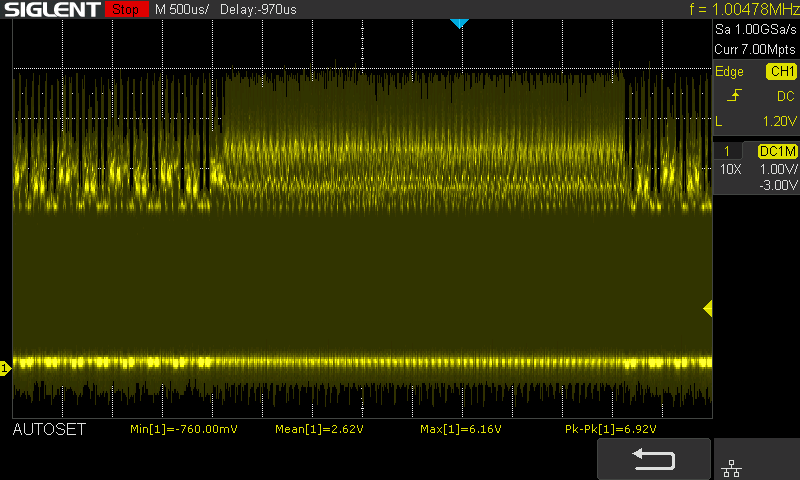 SIGLENT Stop M 500us/ Delay:-970us f = 1.00478MHz
Sa 1.00GSa/s
Curr 7.00Mpts
Edge CH1
DC
L 1.20V
1 DC1M
10X 1.00V/
-3.00V
1
AUTOSET Min[1]=-760.00mV Mean[1]=2.62V Max[1]=6.16V Pk-Pk[1]=6.92V